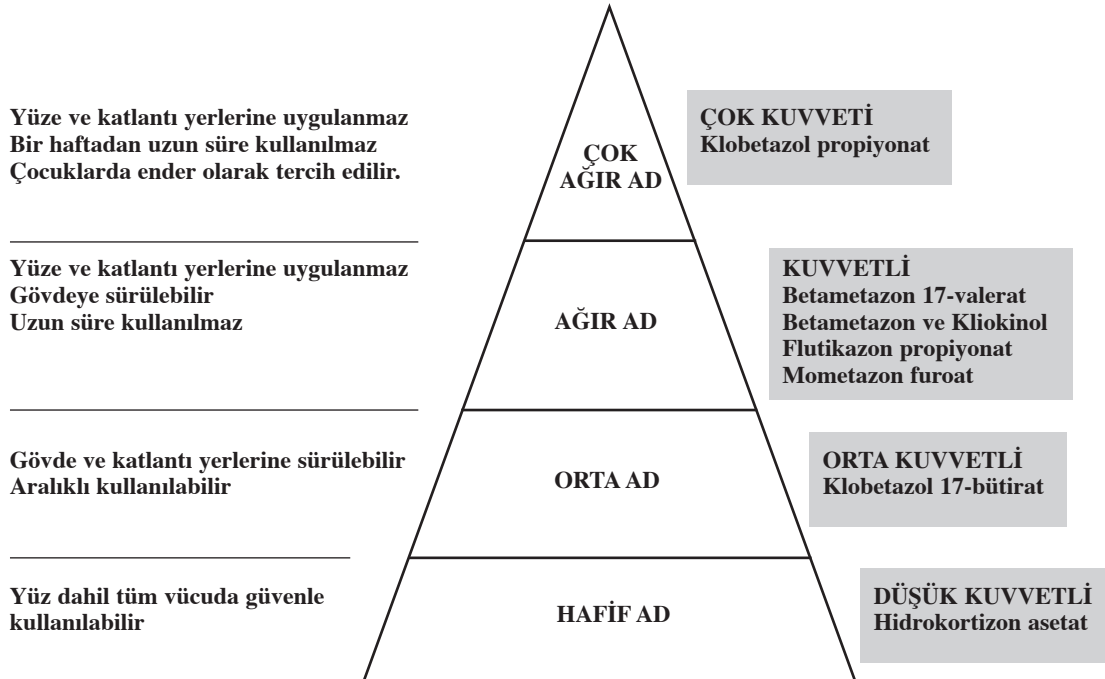 Yüze ve katlantı yerlerine uygulanmaz
Bir haftadan uzun süre kullanılmaz
Çocuklarda ender olarak tercih edilir.
ÇOK
AĞIR AD
ÇOK KUVVETİ
Klobetazol propiyonat
Yüze ve katlantı yerlerine uygulanmaz
Gövdeye sürülebilir
Uzun süre kullanılmaz
AĞIR AD
KUVVETLİ
Betametazon 17-valerat
Betametazon ve Kliokinol
Flutikazon propiyonat
Mometazon furoat
Gövde ve katlantı yerlerine sürülebilir
Aralıklı kullanılabilir
ORTA AD
ORTA KUVVETLİ
Klobetazol 17-bütirat
Yüz dahil tüm vücuda güvenle
kullanılabilir
HAFİF AD
DÜŞÜK KUVVETLİ
Hidrokortizon asetat